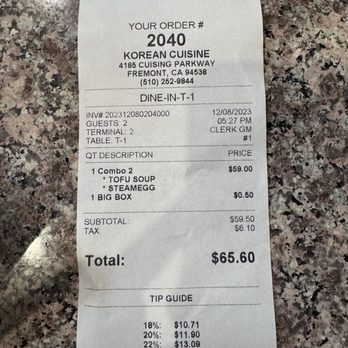 YOUR ORDER #
2040
KOREAN CUISINE
4185 CUISING PARKWAY
FREMONT, CA 94538
(510) 252-9844
DINE-IN-T-1
INV# 202312080204000 12/08/2023
GUESTS: 2 05:27 PM
TERMINAL: 2 CLERK GM
TABLE: T-1 #1
QT DESCRIPTION PRICE
1 Combo 2 $59.00
* TOFU SOUP
* STEAMEGG
1 BIG BOX $0.50
SUBTOTAL: $59.50
TAX: $6.10
Total: $65.60
TIP GUIDE
18%: $10.71
20%: $11.90
22%: $13.09